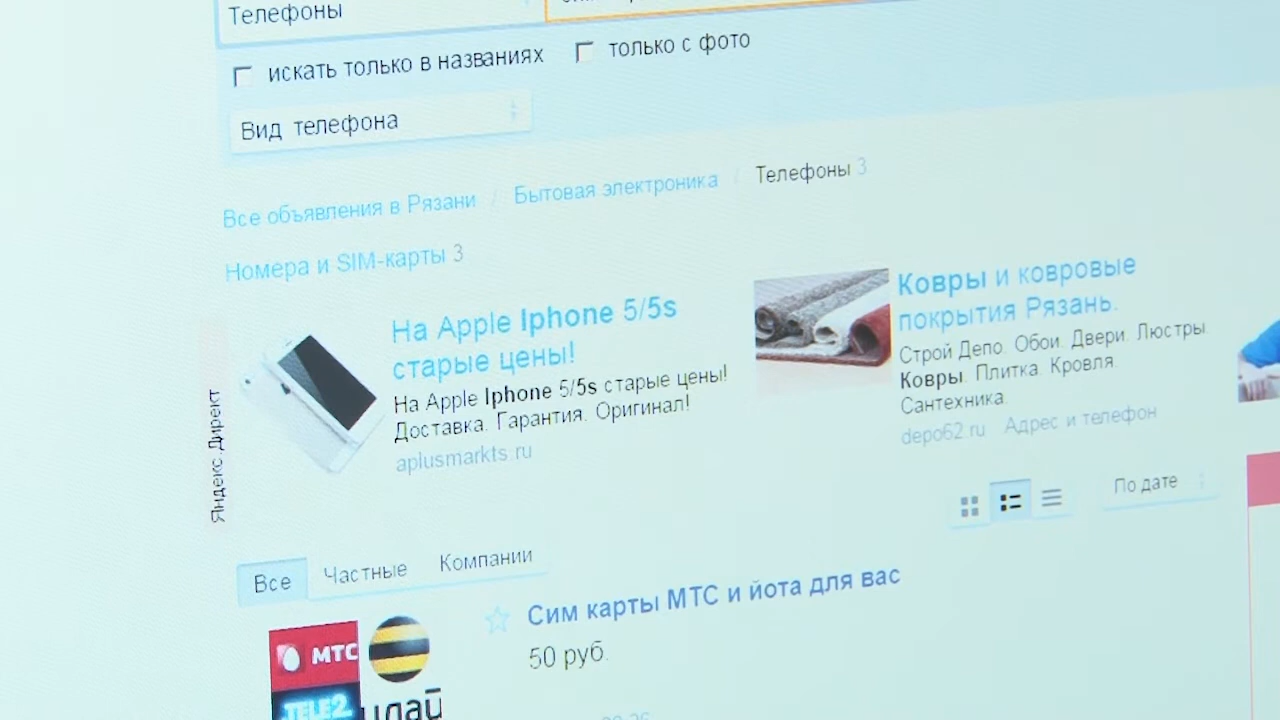 Телефоны
искать только в названиях
только с фото
Вид телефона
Все объявления в Рязани / Бытовая электроника / Телефоны 3
Номера и SIM-карты 3
Яндекс.Директ
На Apple Iphone 5/5s
старые цены!
На Apple Iphone 5/5s старые цены!
Доставка. Гарантия. Оригинал!
aplusmarkts.ru
Ковры и ковровые
покрытия Рязань.
Строй Депо. Обои. Двери. Люстры.
Ковры. Плитка. Кровля.
Сантехника.
depo62.ru Адрес и телефон
По дате
Все Частные Компании
Сим карты МТС и йота для вас
50 руб.
МТС
TELE2